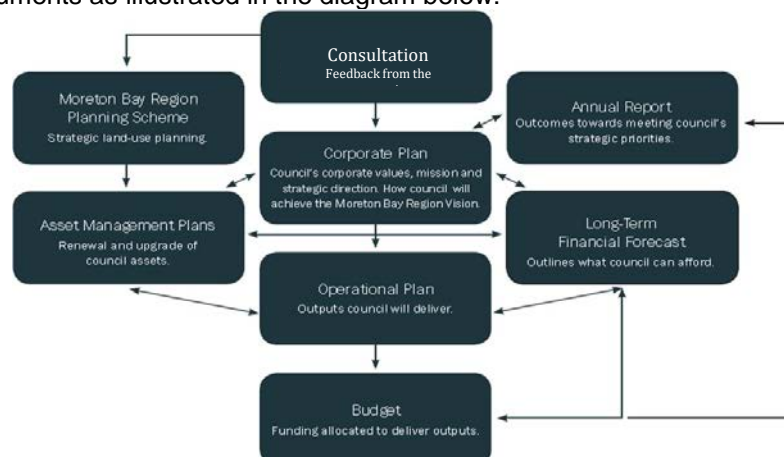 uments as illustrated in the diagram below.
Consultation
Feedback from the
Moreton Bay Region
Planning Scheme
Strategic land-use planning.
Annual Report
Outcomes towards meeting council's
strategic priorities.
Corporate Plan
Council's corporate values, mission and
strategic direction. How council will
achieve the Moreton Bay Region Vision.
Asset Management Plans
Renewal and upgrade of
council assets.
Long-Term
Financial Forecast
Outlines what council can afford.
Operational Plan
Outputs council will deliver.
Budget
Funding allocated to deliver outputs.